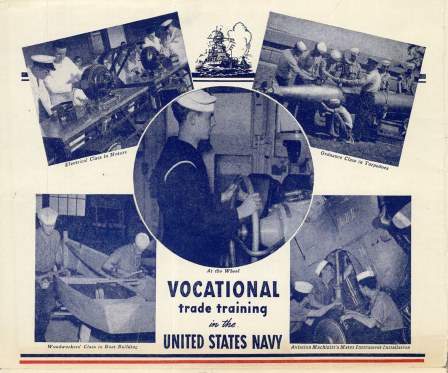 Electrical Class in Motors
Ordnance Class in Torpedoes
At the Wheel
VOCATIONAL
trade training
in the
UNITED STATES NAVY
Woodworkers' Class in Boat Building
Aviation Machinist's Mates Instrument Installation